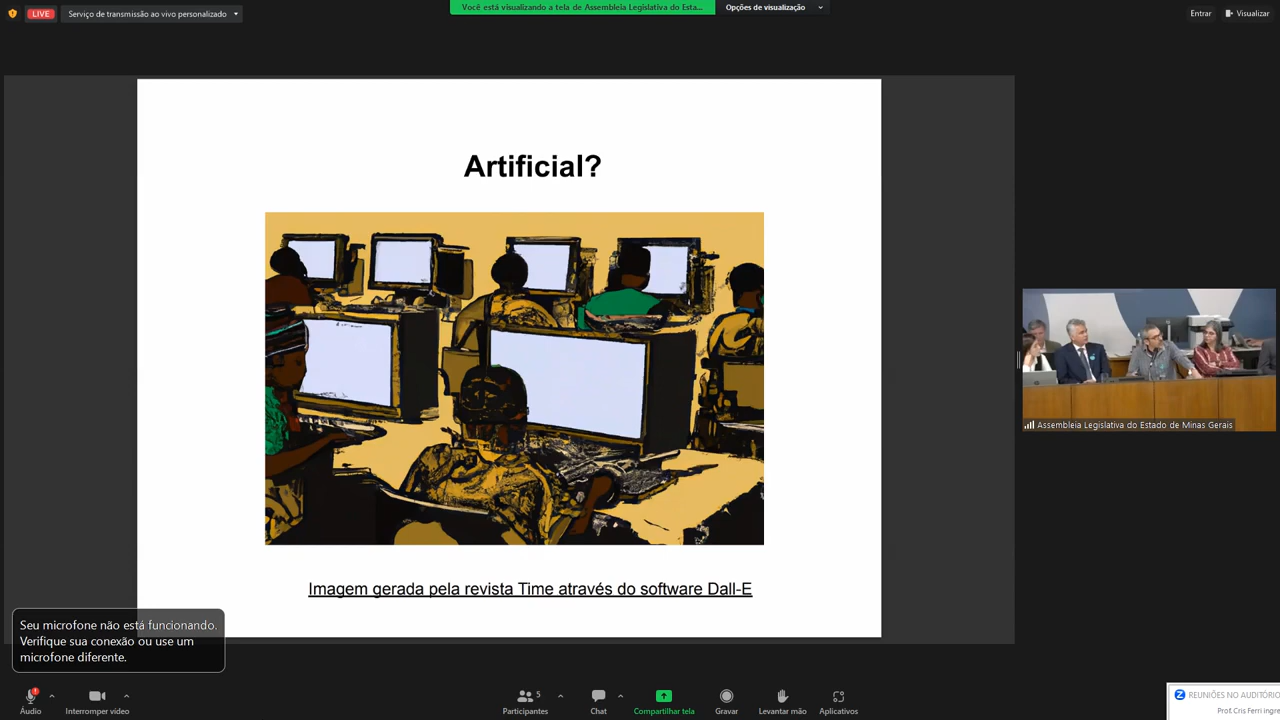 LIVE
Serviço de transmissão ao vivo personalizado
Você está visualizando a tela de Assembleia Legislativa do Esta...
Opções de visualização
Entrar
Visualizar
Artificial?
Imagem gerada pela revista Time através do software Dall-E
Assembleia Legislativa do Estado de Minas Gerais
Seu microfone não está funcionando.
Verifique sua conexão ou use um
microfone diferente.
Áudio
Interromper vídeo
5
Participantes
Chat
Compartilhar tela
Gravar
Levantar mão
Aplicativos
REUNIÕES NO AUDITÓRIO
Prof. Cris Ferri ingre